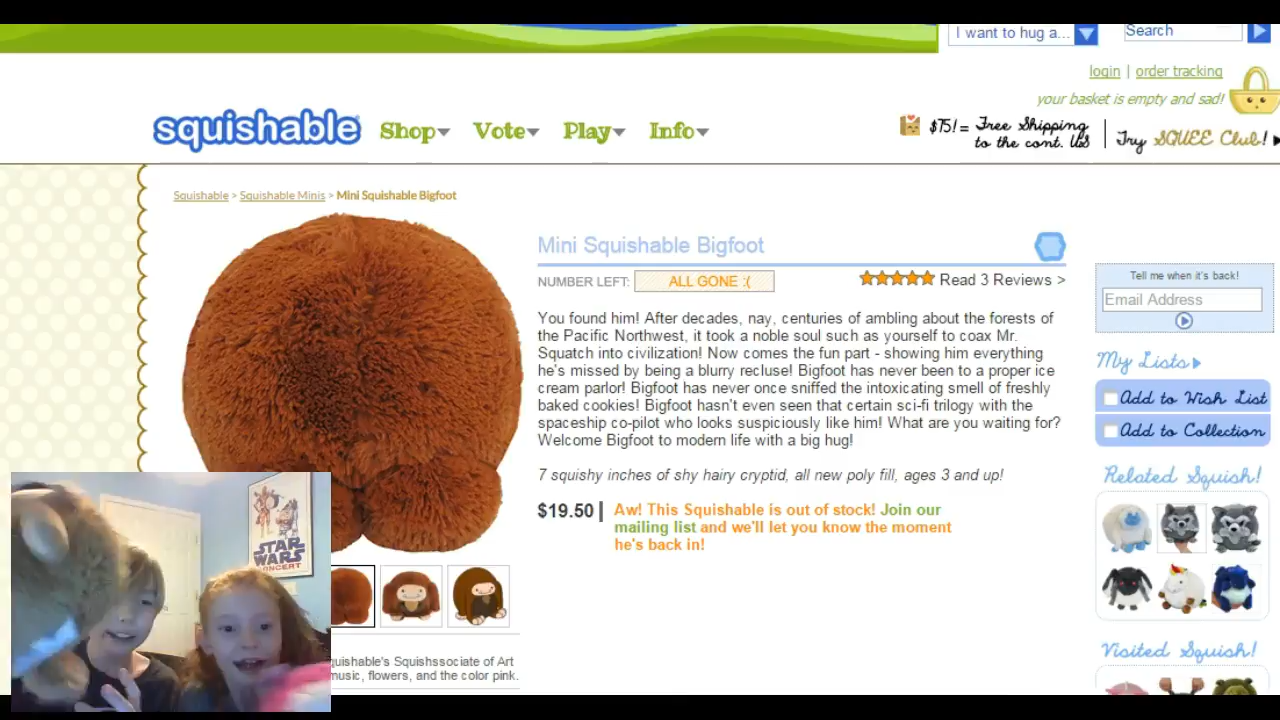 I want to hug a...
Search
login | order tracking
your basket is empty and sad!
squishable
Shop
Vote
Play
Info
$75! = Free Shipping
to the cont. US
Try SQUEE Club!
Squishable > Squishable Minis > Mini Squishable Bigfoot
Mini Squishable Bigfoot
NUMBER LEFT:
ALL GONE :(
Read 3 Reviews >
You found him! After decades, nay, centuries of ambling about the forests of
the Pacific Northwest, it took a noble soul such as yourself to coax Mr.
Squatch into civilization! Now comes the fun part - showing him everything
he's missed by being a blurry recluse! Bigfoot has never been to a proper ice
cream parlor! Bigfoot has never once sniffed the intoxicating smell of freshly
baked cookies! Bigfoot hasn't even seen that certain sci-fi trilogy with the
spaceship co-pilot who looks suspiciously like him! What are you waiting for?
Welcome Bigfoot to modern life with a big hug!
7 squishy inches of shy hairy cryptid, all new poly fill, ages 3 and up!
$19.50
Aw! This Squishable is out of stock! Join our
mailing list and we'll let you know the moment
he's back in!
Tell me when it's back!
Email Address
My Lists
Add to Wish List
Add to Collection
Related Squish!
Visited Squish!
STAR
WARS
CONCERT
quishable's Squishssociate of Art
music, flowers, and the color pink.